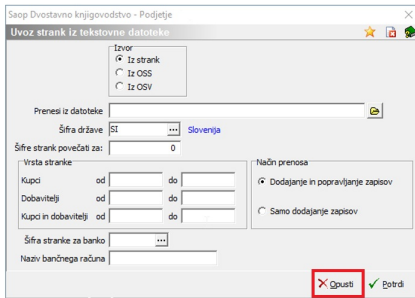 Saop Dvostavno knjigovodstvo - Podjetje
Uvoz strank iz tekstovne datoteke
Izvor
Iz strank
Iz OSS
Iz OSV
Prenesi iz datoteke
Šifra države SI ... Slovenija
Šifre strank povečati za: 0
Vrsta stranke
Kupci od do
Dobavitelji od do
Kupci in dobavitelji od do
Način prenosa
Dodajanje in popravljanje zapisov
Samo dodajanje zapisov
Šifra stranke za banko ...
Naziv bančnega računa
Opusti
Potrdi